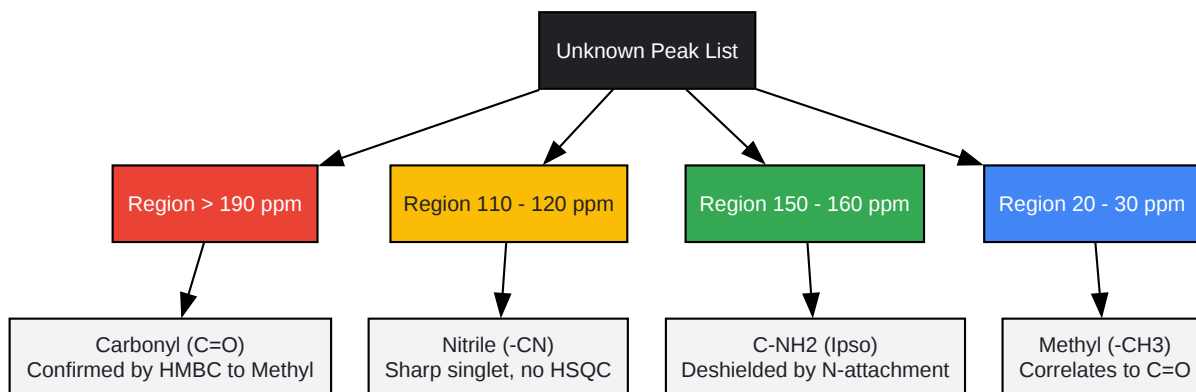 Unknown Peak List
Region > 190 ppm
Region 110 - 120 ppm
Region 150 - 160 ppm
Region 20 - 30 ppm
Carbonyl (C=O)
Confirmed by HMBC to Methyl
Nitrile (-CN)
Sharp singlet, no HSQC
C-NH2 (Ipso)
Deshielded by N-attachment
Methyl (-CH3)
Correlates to C=O